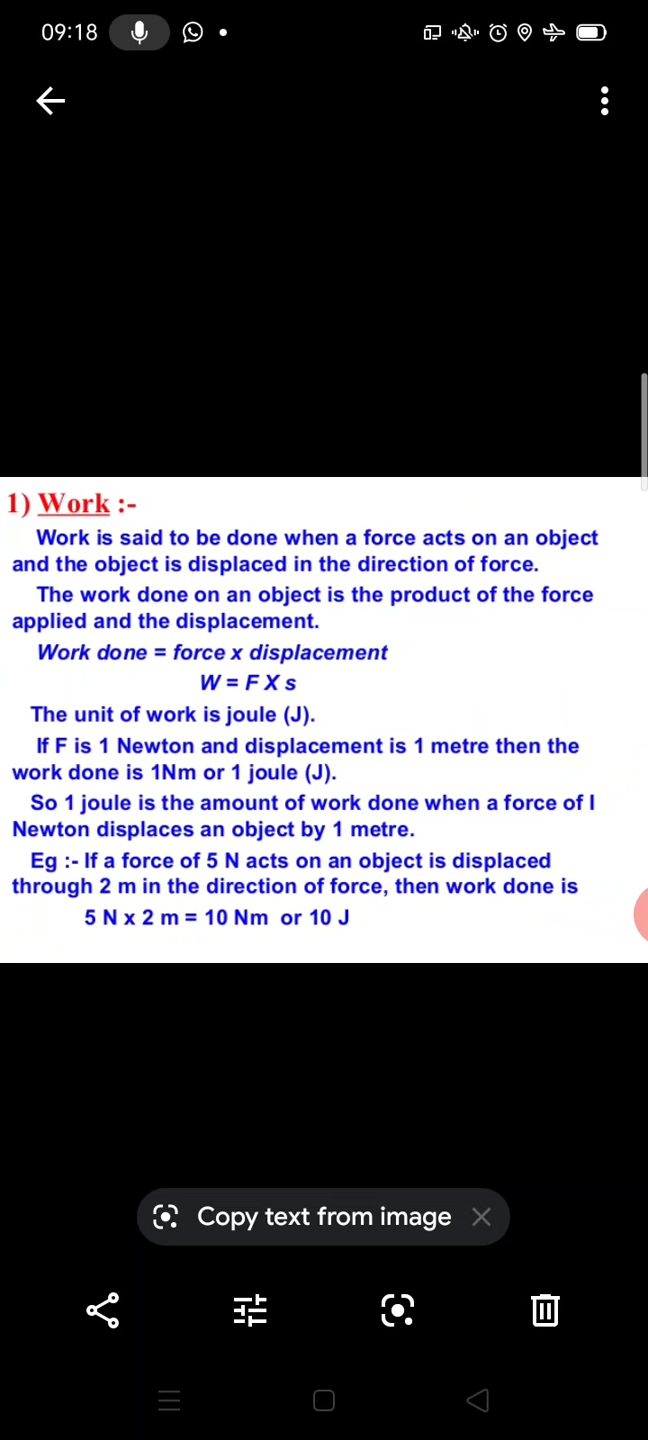 09:18
1) Work :-
Work is said to be done when a force acts on an object
and the object is displaced in the direction of force.
The work done on an object is the product of the force
applied and the displacement.
Work done = force x displacement
W = F X s
The unit of work is joule (J).
If F is 1 Newton and displacement is 1 metre then the
work done is 1Nm or 1 joule (J).
So 1 joule is the amount of work done when a force of I
Newton displaces an object by 1 metre.
Eg :- If a force of 5 N acts on an object is displaced
through 2 m in the direction of force, then work done is
5 N x 2 m = 10 Nm or 10 J
Copy text from image